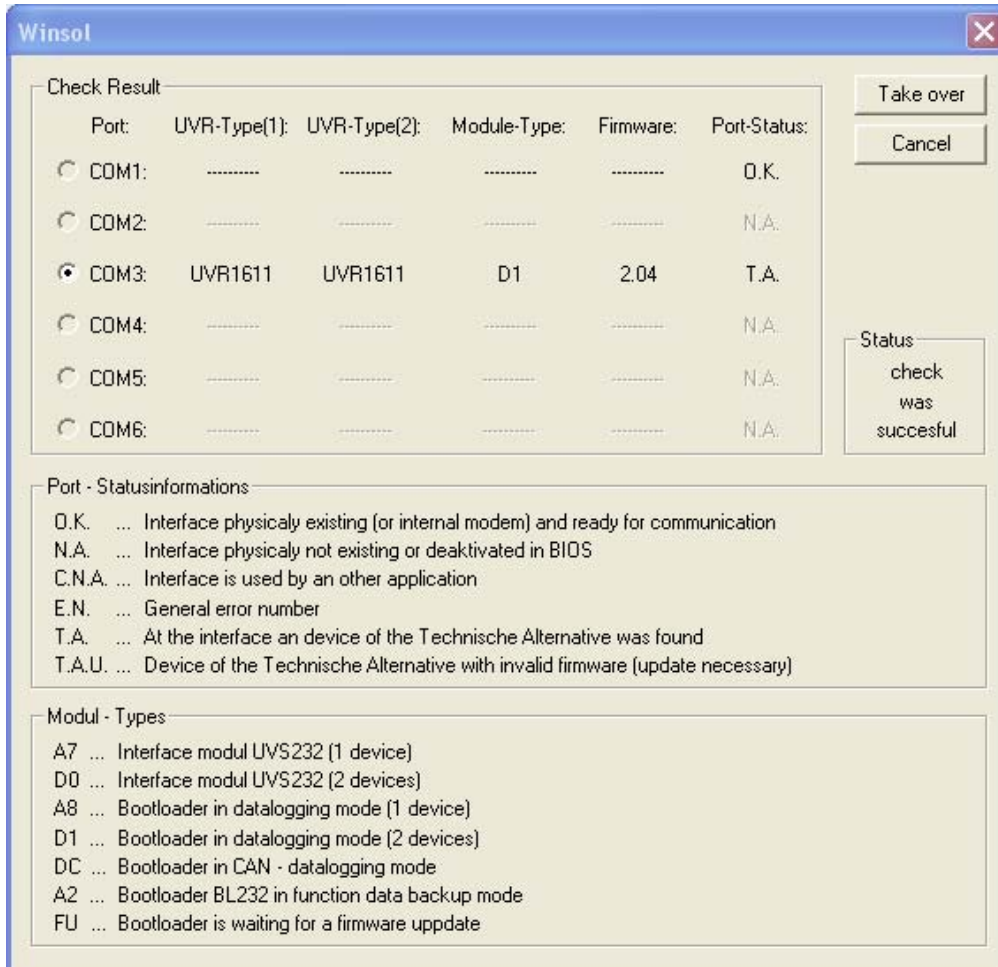 Winsol
Check Result
Port: UVR-Type(1): UVR-Type(2): Module-Type: Firmware: Port-Status:
COM1: ---------- ---------- ---------- ---------- O.K.
COM2: ---------- ---------- ---------- ---------- N.A.
COM3: UVR1611 UVR1611 D1 2.04 T.A.
COM4: ---------- ---------- ---------- ---------- N.A.
COM5: ---------- ---------- ---------- ---------- N.A.
COM6: ---------- ---------- ---------- ---------- N.A.
Take over
Cancel
Status
check
was
succesful
Port - Statusinformations
O.K. ... Interface physicaly existing (or internal modem) and ready for communication
N.A. ... Interface physicaly not existing or deaktivated in BIOS
C.N.A. ... Interface is used by an other application
E.N. ... General error number
T.A. ... At the interface an device of the Technische Alternative was found
T.A.U. ... Device of the Technische Alternative with invalid firmware (update necessary)
Modul - Types
A7 ... Interface modul UVS232 (1 device)
D0 ... Interface modul UVS232 (2 devices)
A8 ... Bootloader in datalogging mode (1 device)
D1 ... Bootloader in datalogging mode (2 devices)
DC ... Bootloader in CAN - datalogging mode
A2 ... Bootloader BL232 in function data backup mode
FU ... Bootloader is waiting for a firmware uppdate